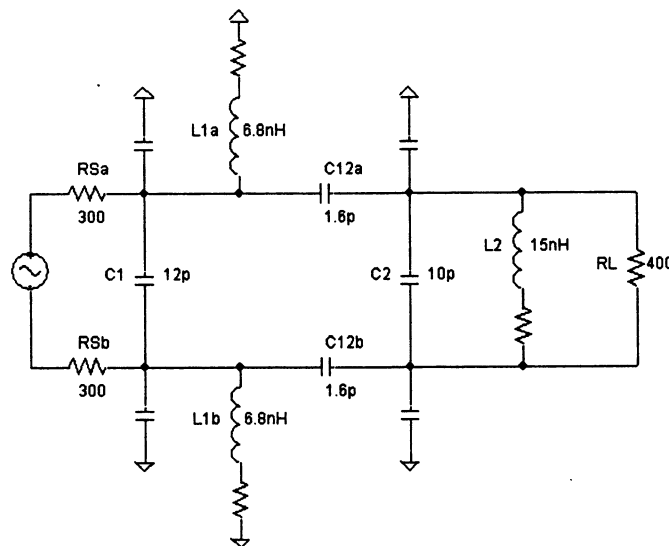 L1a 6.8nH
RSa
300
C12a
1.6p
C1 12p
C2 10p
L2 15nH
RL 400
RSb
300
C12b
1.6p
L1b 6.8nH